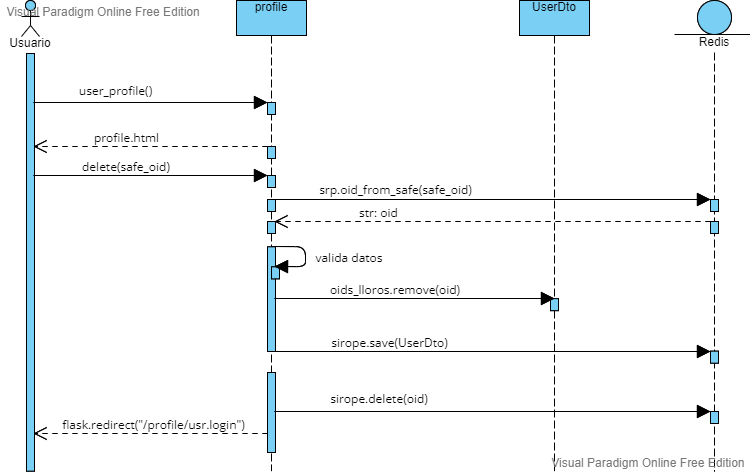 Visual Paradigm Online Free Edition
profile
UserDto
Usuario
Redis
user_profile()
profile.html
delete(safe_oid)
srp.oid_from_safe(safe_oid)
str: oid
valida datos
oids_lloros.remove(oid)
sirope.save(UserDto)
sirope.delete(oid)
flask.redirect("/profile/usr.login")
Visual Paradigm Online Free Edition